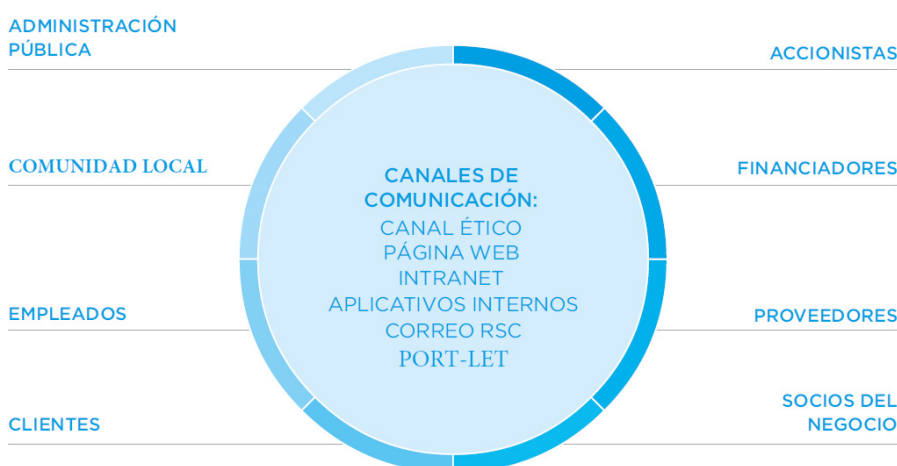 ADMINISTRACIÓN
PÚBLICA
COMUNIDAD LOCAL
EMPLEADOS
CLIENTES
CANALES DE
COMUNICACIÓN:
CANAL ÉTICO
PÁGINA WEB
INTRANET
APLICATIVOS INTERNOS
CORREO RSC
PORT-LET
ACCIONISTAS
FINANCIADORES
PROVEEDORES
SOCIOS DEL
NEGOCIO